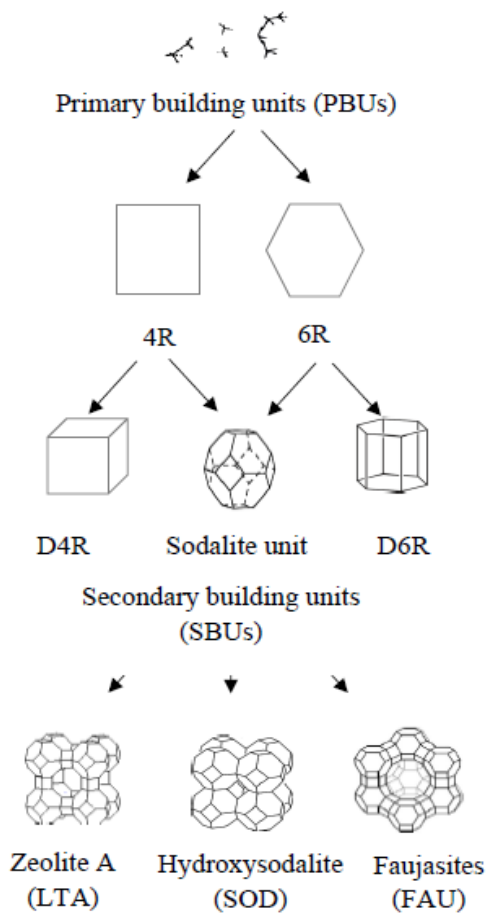 Primary building units (PBUs)
4R
6R
D4R
Sodalite unit
D6R
Secondary building units
(SBUs)
Zeolite A
(LTA)
Hydroxysodalite
(SOD)
Faujasites
(FAU)